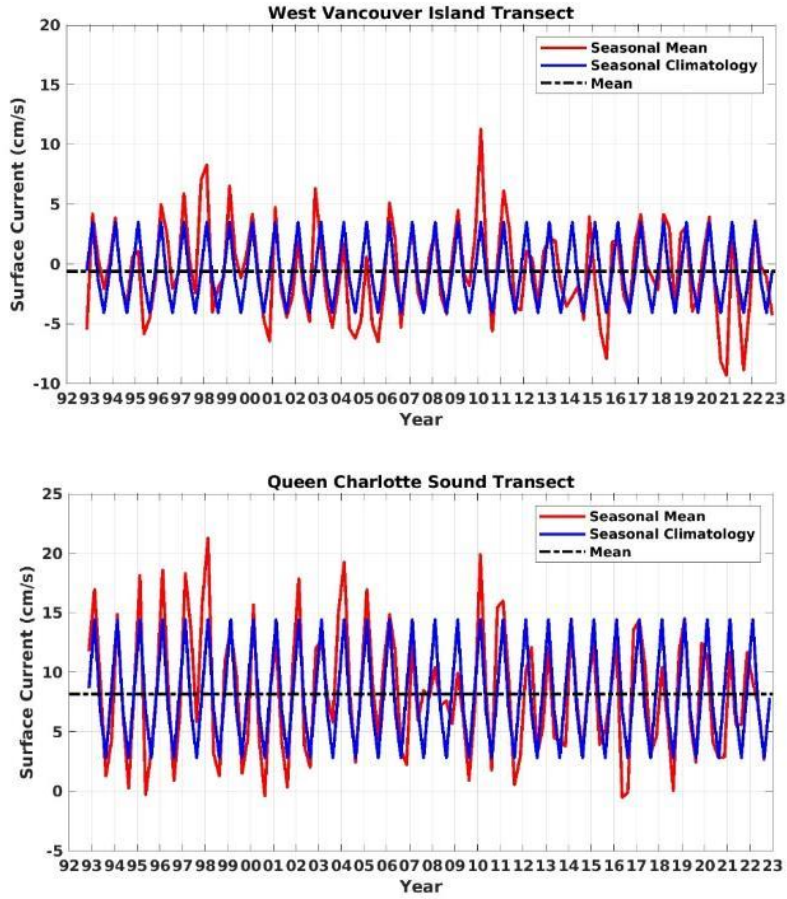 West Vancouver Island Transect
20
15
10
5
0
-5
-10
Surface Current (cm/s)
Seasonal Mean
Seasonal Climatology
Mean
92 93 94 95 96 97 98 99 00 01 02 03 04 05 06 07 08 09 10 11 12 13 14 15 16 17 18 19 20 21 22 23
Year
Queen Charlotte Sound Transect
25
20
15
10
5
0
-5
Surface Current (cm/s)
Seasonal Mean
Seasonal Climatology
Mean
92 93 94 95 96 97 98 99 00 01 02 03 04 05 06 07 08 09 10 11 12 13 14 15 16 17 18 19 20 21 22 23
Year